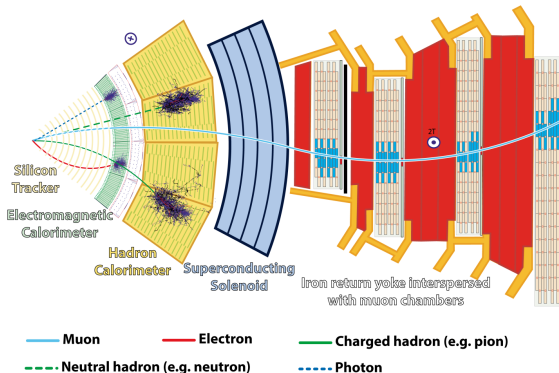 2T
Silicon
Tracker
Electromagnetic
Calorimeter
Hadron
Calorimeter
Superconducting
Solenoid
Iron return yoke interspersed
with muon chambers
Muon
Electron
Charged hadron (e.g. pion)
Neutral hadron (e.g. neutron)
Photon